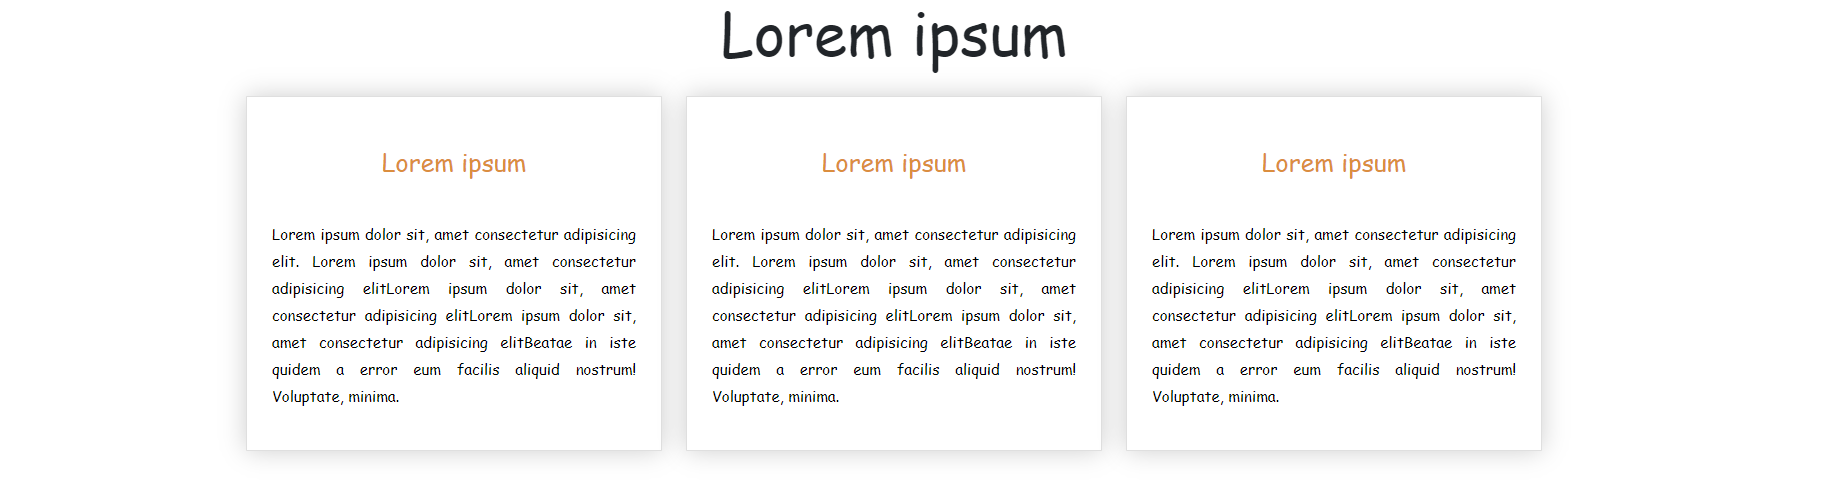 Lorem ipsum
Lorem ipsum
Lorem ipsum dolor sit, amet consectetur adipisicing
elit. Lorem ipsum dolor sit, amet consectetur
adipisicing elitLorem ipsum dolor sit, amet
consectetur adipisicing elitLorem ipsum dolor sit,
amet consectetur adipisicing elitBeatae in iste
quidem a error eum facilis aliquid nostrum!
Voluptate, minima.
Lorem ipsum
Lorem ipsum dolor sit, amet consectetur adipisicing
elit. Lorem ipsum dolor sit, amet consectetur
adipisicing elitLorem ipsum dolor sit, amet
consectetur adipisicing elitLorem ipsum dolor sit,
amet consectetur adipisicing elitBeatae in iste
quidem a error eum facilis aliquid nostrum!
Voluptate, minima.
Lorem ipsum
Lorem ipsum dolor sit, amet consectetur adipisicing
elit. Lorem ipsum dolor sit, amet consectetur
adipisicing elitLorem ipsum dolor sit, amet
consectetur adipisicing elitLorem ipsum dolor sit,
amet consectetur adipisicing elitBeatae in iste
quidem a error eum facilis aliquid nostrum!
Voluptate, minima.